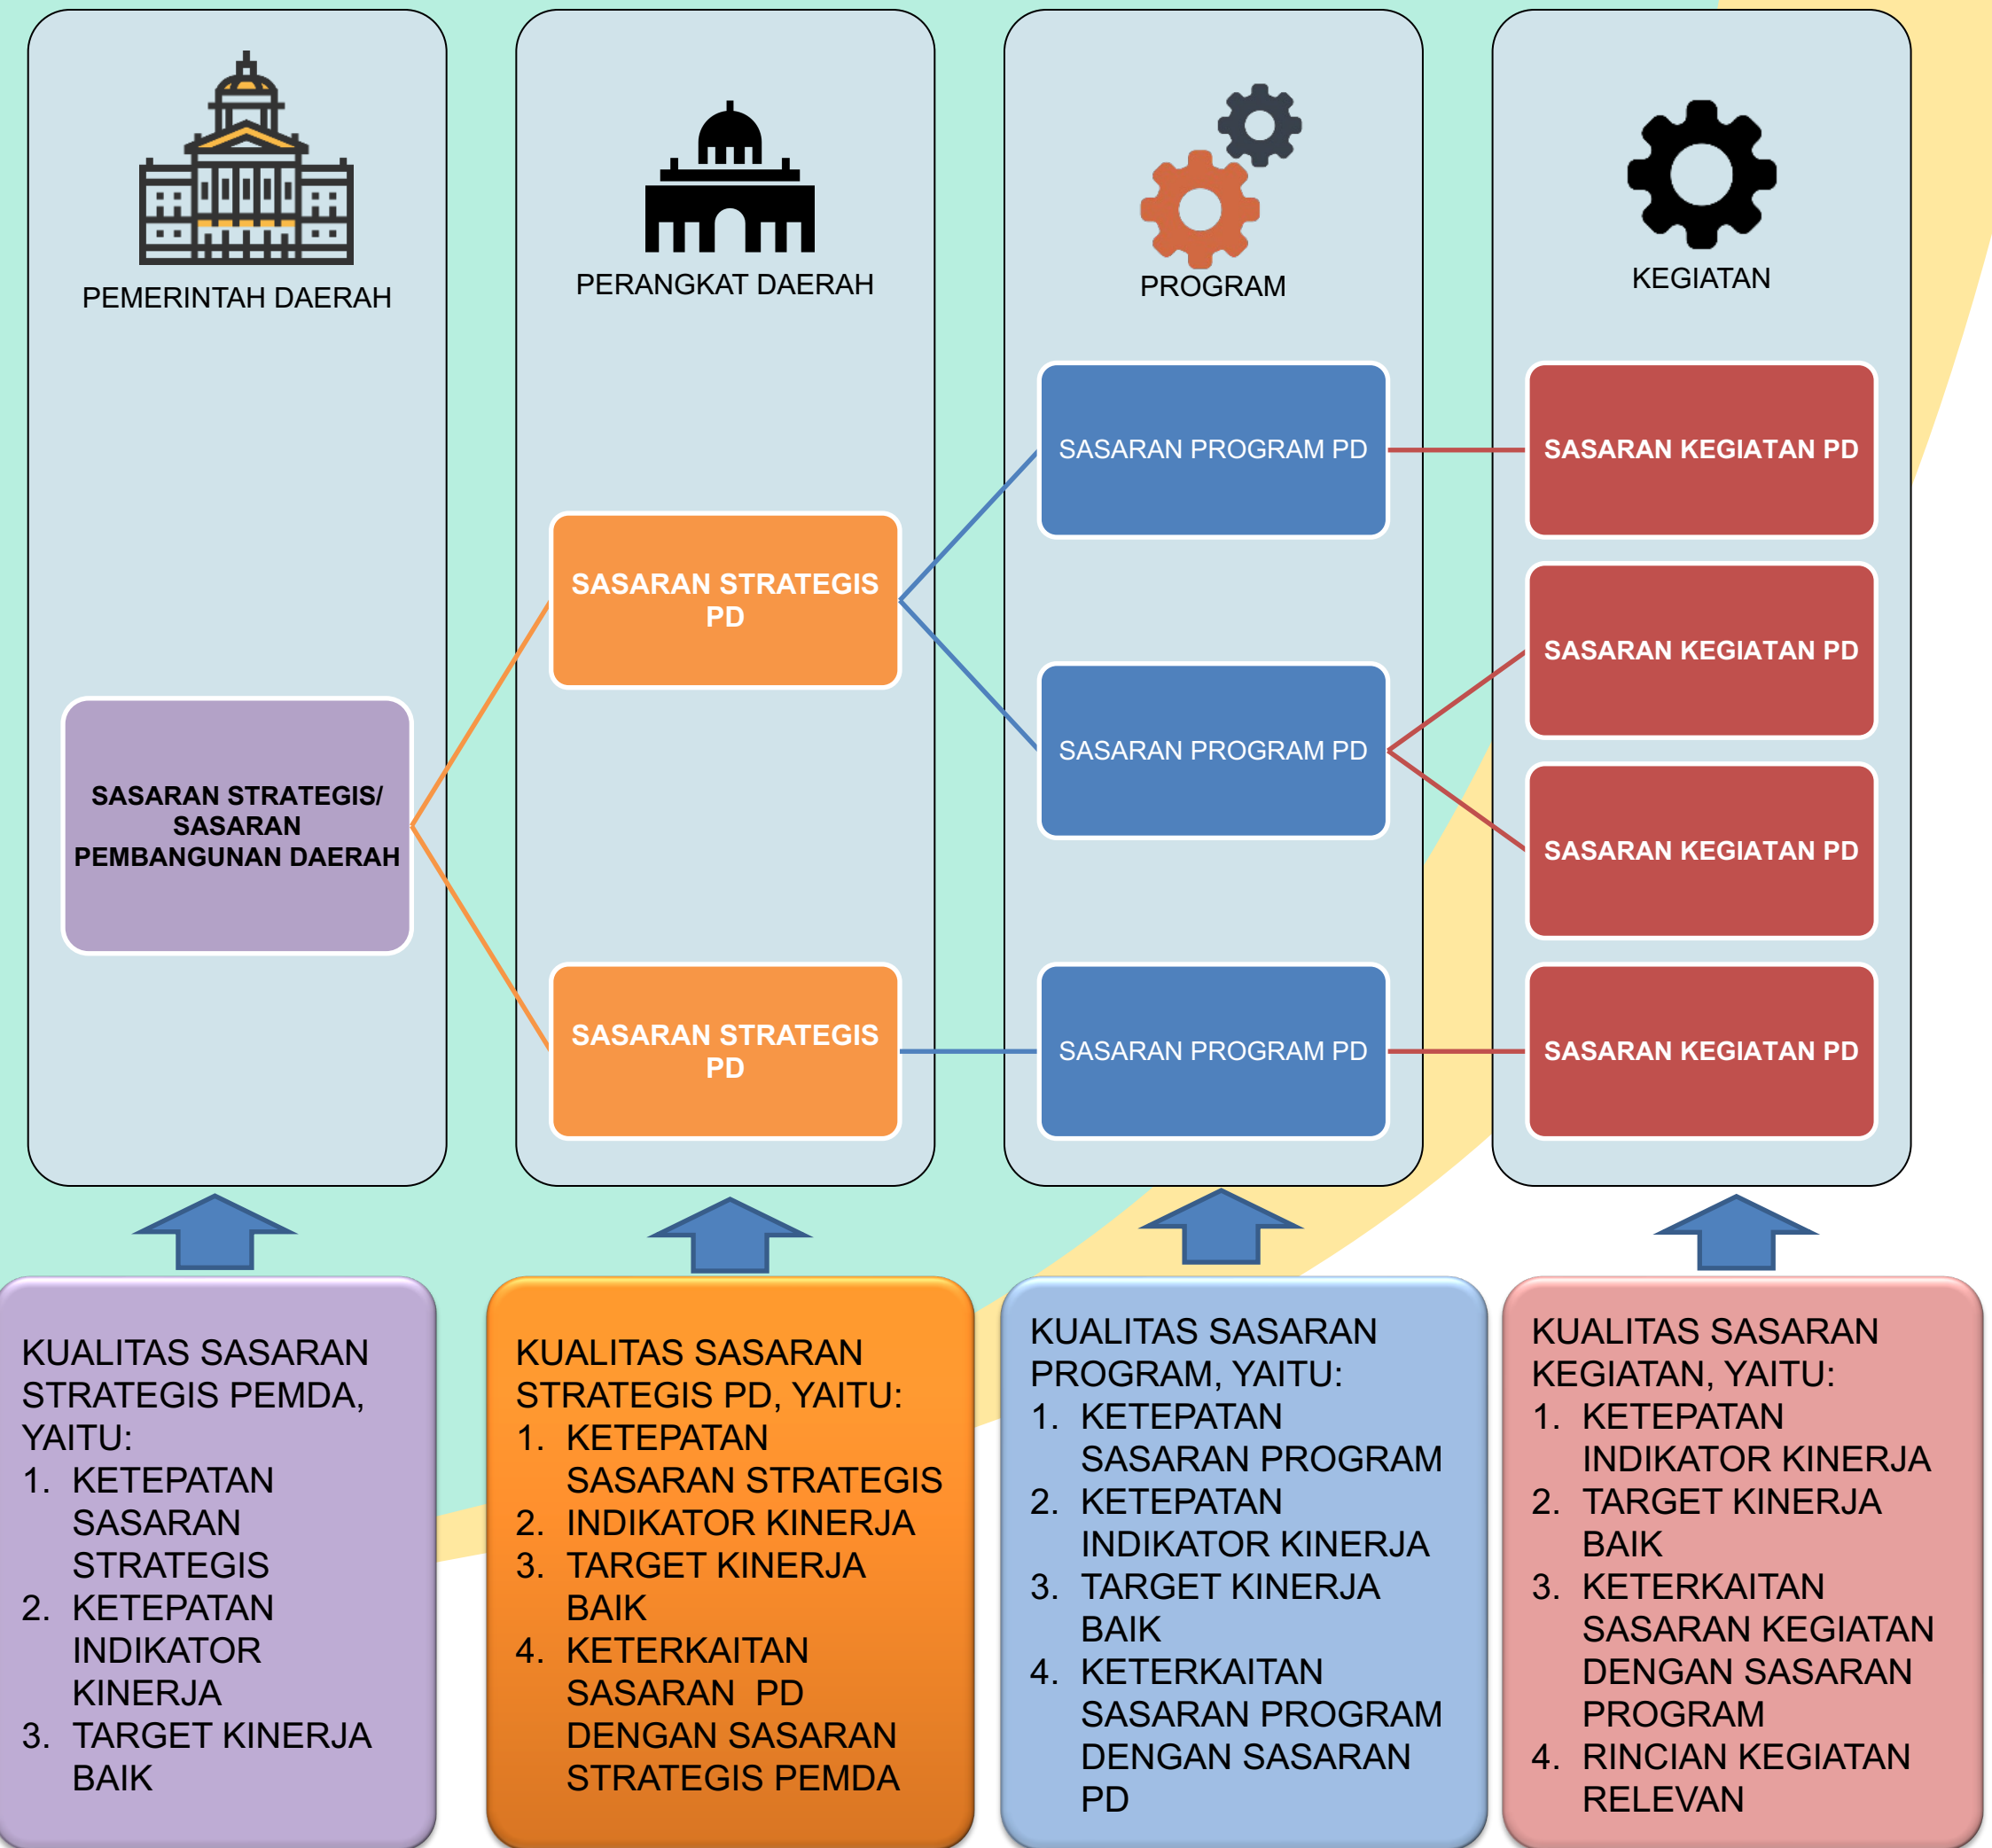 PEMERINTAH DAERAH
PERANGKAT DAERAH
PROGRAM
KEGIATAN
SASARAN STRATEGIS/
SASARAN
PEMBANGUNAN DAERAH
SASARAN STRATEGIS
PD
SASARAN STRATEGIS
PD
SASARAN PROGRAM PD
SASARAN PROGRAM PD
SASARAN PROGRAM PD
SASARAN KEGIATAN PD
SASARAN KEGIATAN PD
SASARAN KEGIATAN PD
SASARAN KEGIATAN PD
KUALITAS SASARAN
STRATEGIS PEMDA,
YAITU:
1. KETEPATAN
SASARAN
STRATEGIS
2. KETEPATAN
INDIKATOR
KINERJA
3. TARGET KINERJA
BAIK
KUALITAS SASARAN
STRATEGIS PD, YAITU:
1. KETEPATAN
SASARAN STRATEGIS
2. INDIKATOR KINERJA
3. TARGET KINERJA
BAIK
4. KETERKAITAN
SASARAN PD
DENGAN SASARAN
STRATEGIS PEMDA
KUALITAS SASARAN
PROGRAM, YAITU:
1. KETEPATAN
SASARAN PROGRAM
2. KETEPATAN
INDIKATOR KINERJA
3. TARGET KINERJA
BAIK
4. KETERKAITAN
SASARAN PROGRAM
DENGAN SASARAN
PD
KUALITAS SASARAN
KEGIATAN, YAITU:
1. KETEPATAN
INDIKATOR KINERJA
2. TARGET KINERJA
BAIK
3. KETERKAITAN
SASARAN KEGIATAN
DENGAN SASARAN
PROGRAM
4. RINCIAN KEGIATAN
RELEVAN